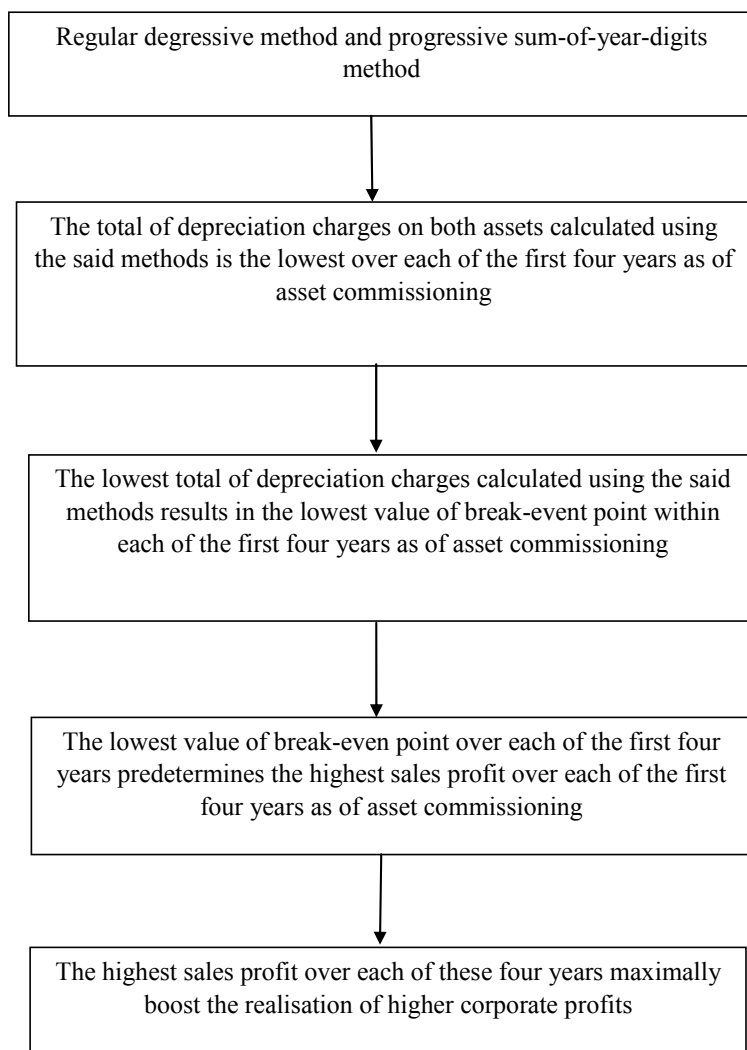 Regular degressive method and progressive sum-of-year-digits
method
The total of depreciation charges on both assets calculated using
the said methods is the lowest over each of the first four years as of
asset commissioning
The lowest total of depreciation charges calculated using the said
methods results in the lowest value of break-event point within
each of the first four years as of asset commissioning
The lowest value of break-even point over each of the first four
years predetermines the highest sales profit over each of the first
four years as of asset commissioning
The highest sales profit over each of these four years maximally
boost the realisation of higher corporate profits